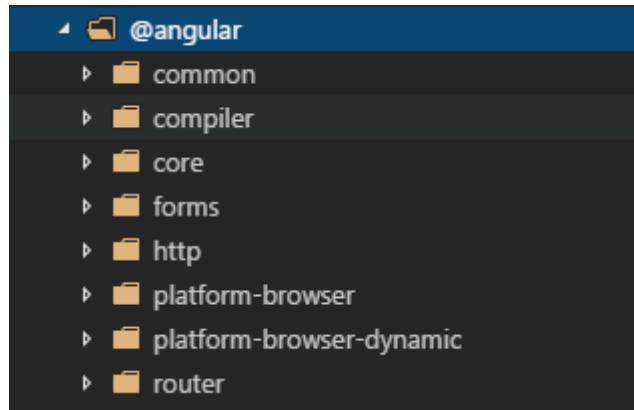 @angular
common
compiler
core
forms
http
platform-browser
platform-browser-dynamic
router